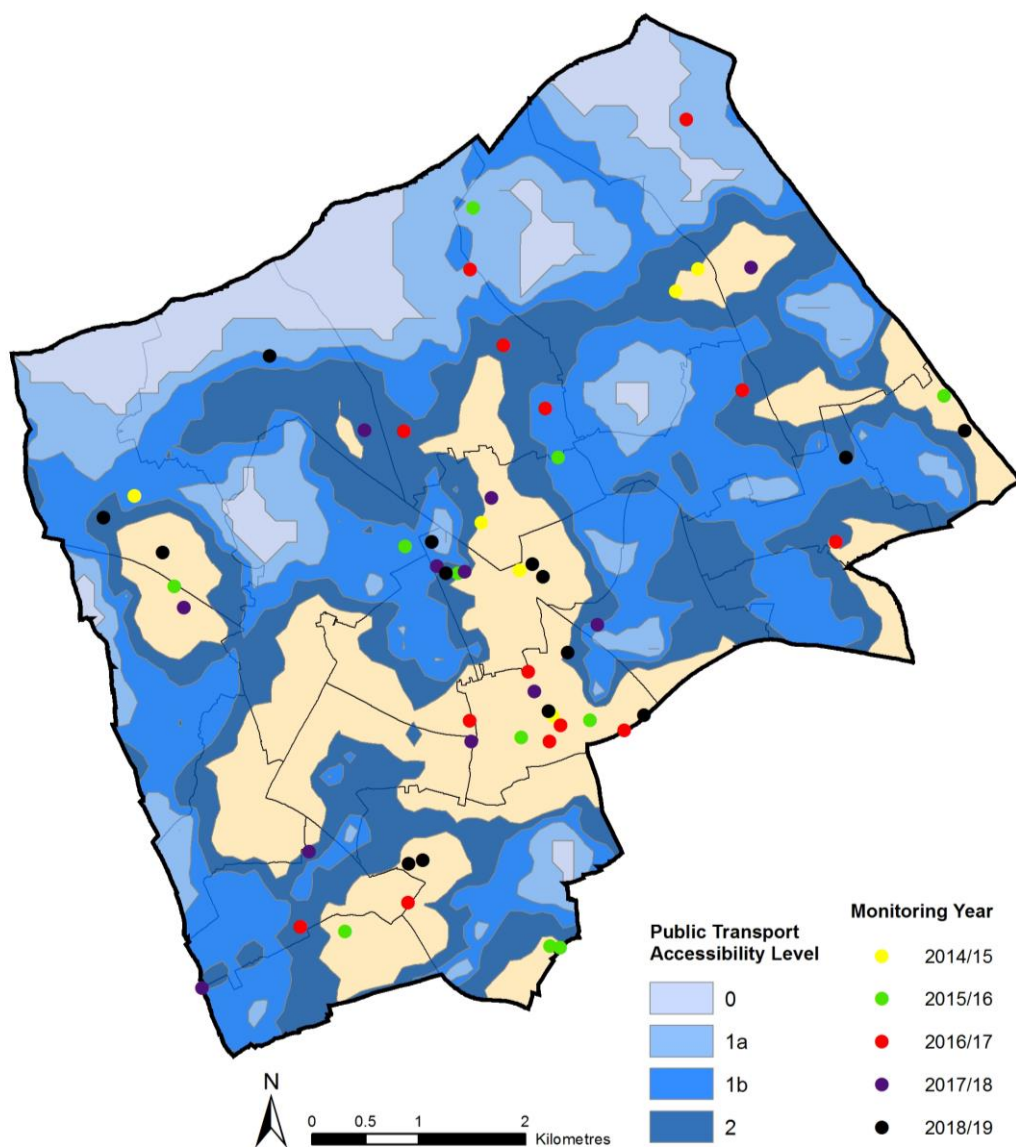 Public Transport
Accessibility Level
0
1a
1b
2
Monitoring Year
2014/15
2015/16
2016/17
2017/18
2018/19
N
0 0.5 1 2
Kilometres